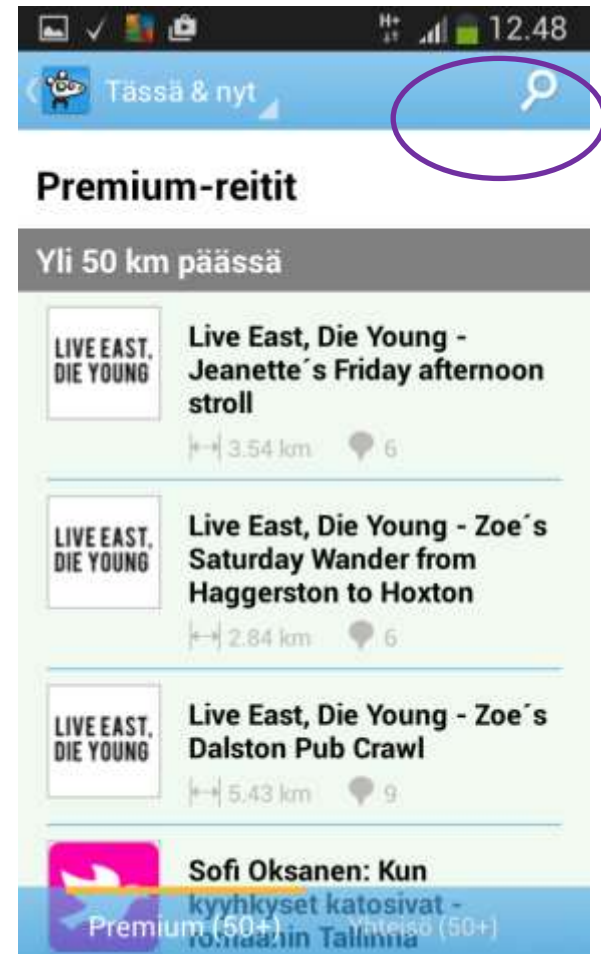 H+ 12.48
Tässä & nyt
Premium-reitit
Yli 50 km päässä
LIVE EAST,
DIE YOUNG
Live East, Die Young -
Jeanette´s Friday afternoon
stroll
3.54 km 6
LIVE EAST,
DIE YOUNG
Live East, Die Young - Zoe´s
Saturday Wander from
Haggerston to Hoxton
2.84 km 6
LIVE EAST,
DIE YOUNG
Live East, Die Young - Zoe´s
Dalston Pub Crawl
5.43 km 9
Sofi Oksanen: Kun
kyyhkyset katosivat -
romaanin Tallinna
Premium (50+) Yhteisö (50+)